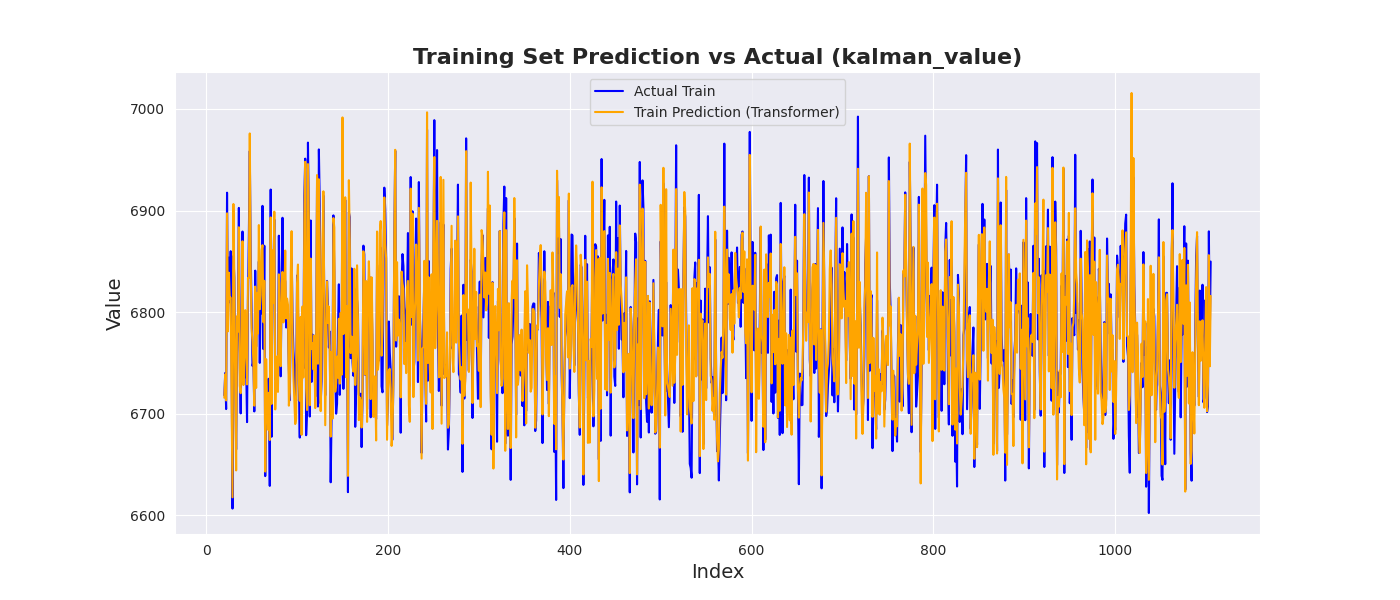 Training Set Prediction vs Actual (kalman_value)
Actual Train
Train Prediction (Transformer)
7000
6900
6800
6700
6600
Value
0 200 400 600 800 1000
Index